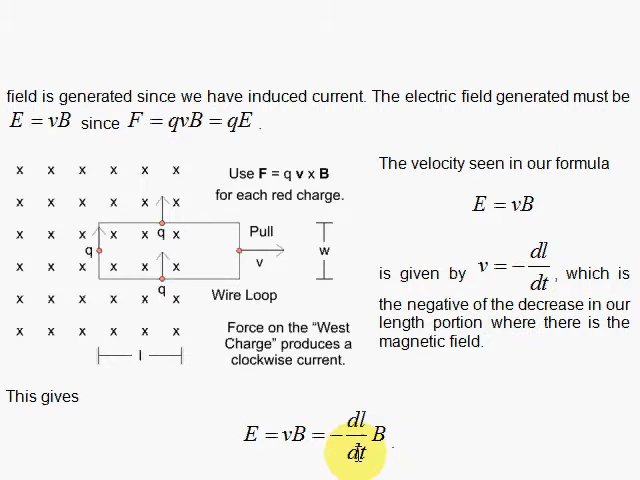 field is generated since we have induced current. The electric field generated must be
E = vB since F = qvB = qE .
x x x x x x
x x x x x x
x x x x q x
q x x x x x x
q
x x x x x x
x x x x x x
l
Use F = q v x B
for each red charge.
Pull
v
w
Wire Loop
Force on the "West
Charge" produces a
clockwise current.
The velocity seen in our formula
E = vB
is given by v = − dl/dt , which is
the negative of the decrease in our
length portion where there is the
magnetic field.
This gives
E = vB = − dl/dt B .